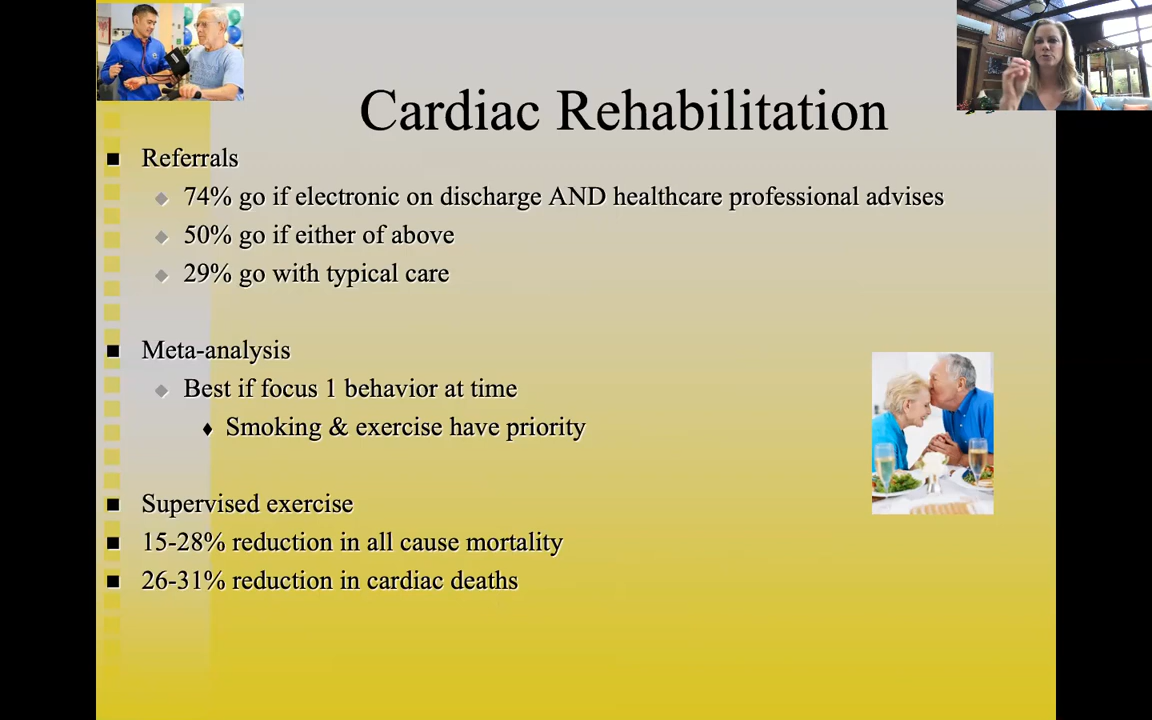 Cardiac Rehabilitation
Referrals
74% go if electronic on discharge AND healthcare professional advises
50% go if either of above
29% go with typical care
Meta-analysis
Best if focus 1 behavior at time
Smoking & exercise have priority
Supervised exercise
15-28% reduction in all cause mortality
26-31% reduction in cardiac deaths